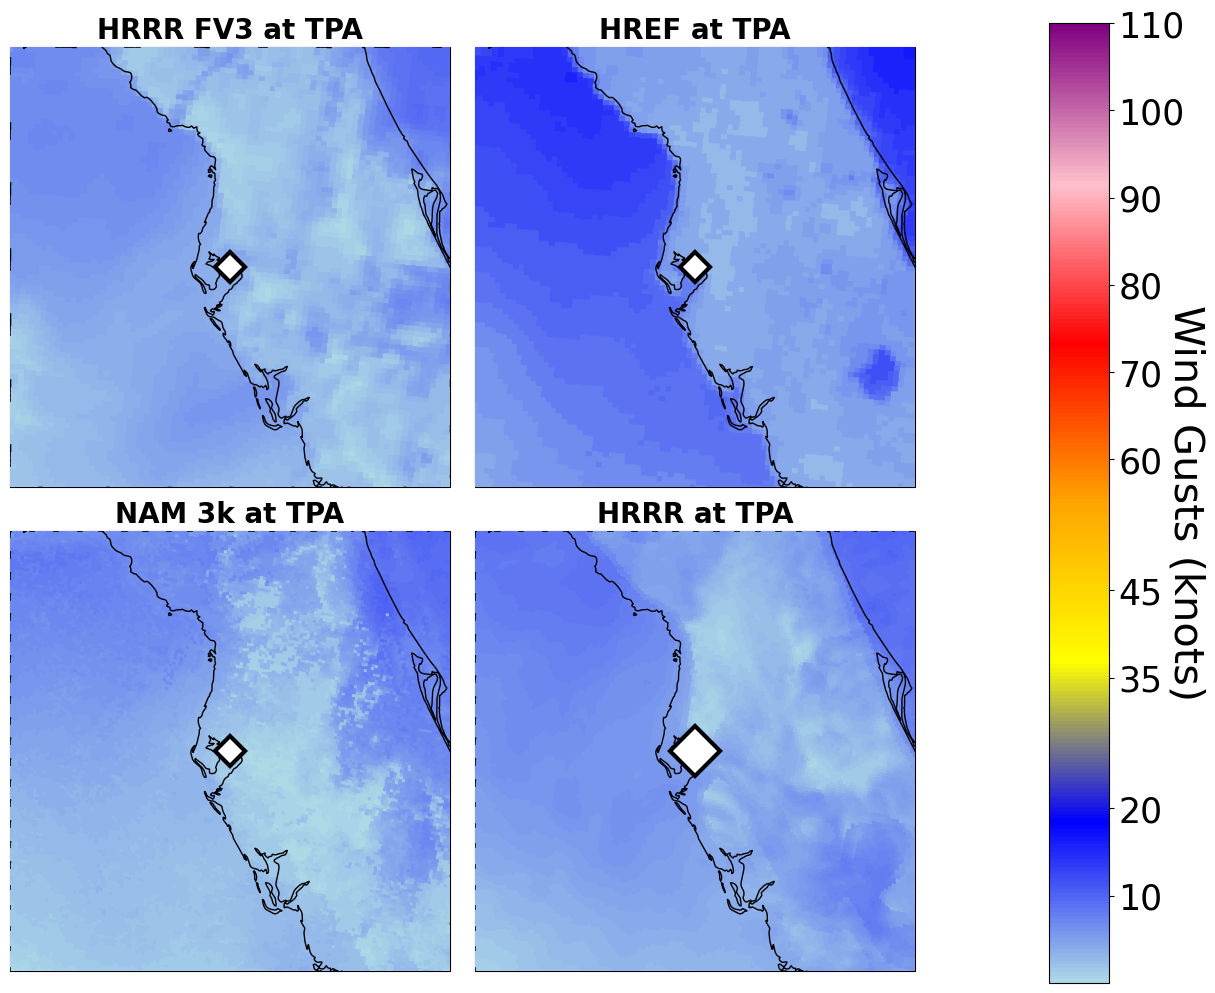 HRRR FV3 at TPA
HREF at TPA
NAM 3k at TPA
HRRR at TPA
110
100
90
80
70
60
45
35
20
10
Wind Gusts (knots)